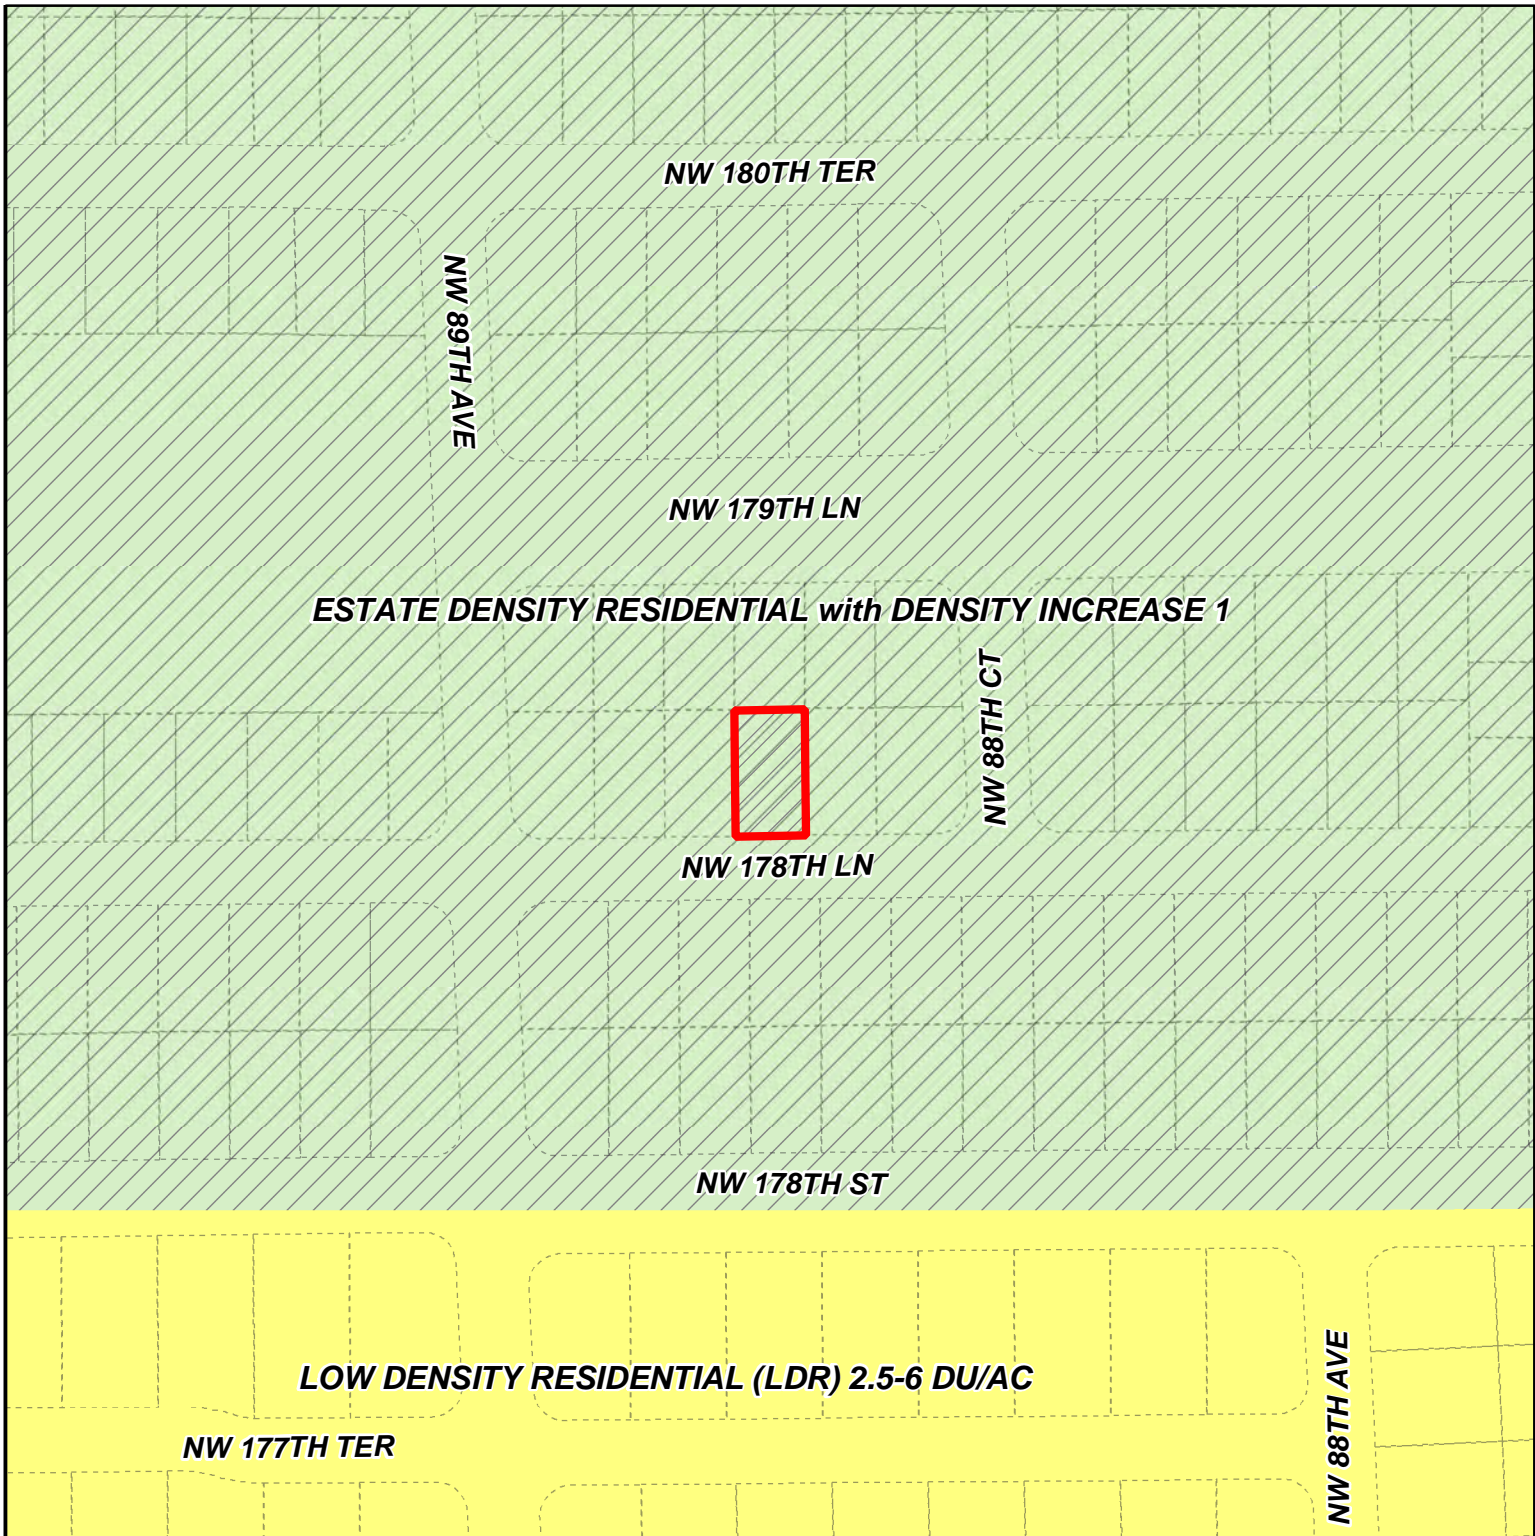 NW 180TH TER
NW 89TH AVE
NW 179TH LN
ESTATE DENSITY RESIDENTIAL with DENSITY INCREASE 1
NW 88TH CT
NW 178TH LN
NW 178TH ST
LOW DENSITY RESIDENTIAL (LDR) 2.5-6 DU/AC
NW 88TH AVE
NW 177TH TER